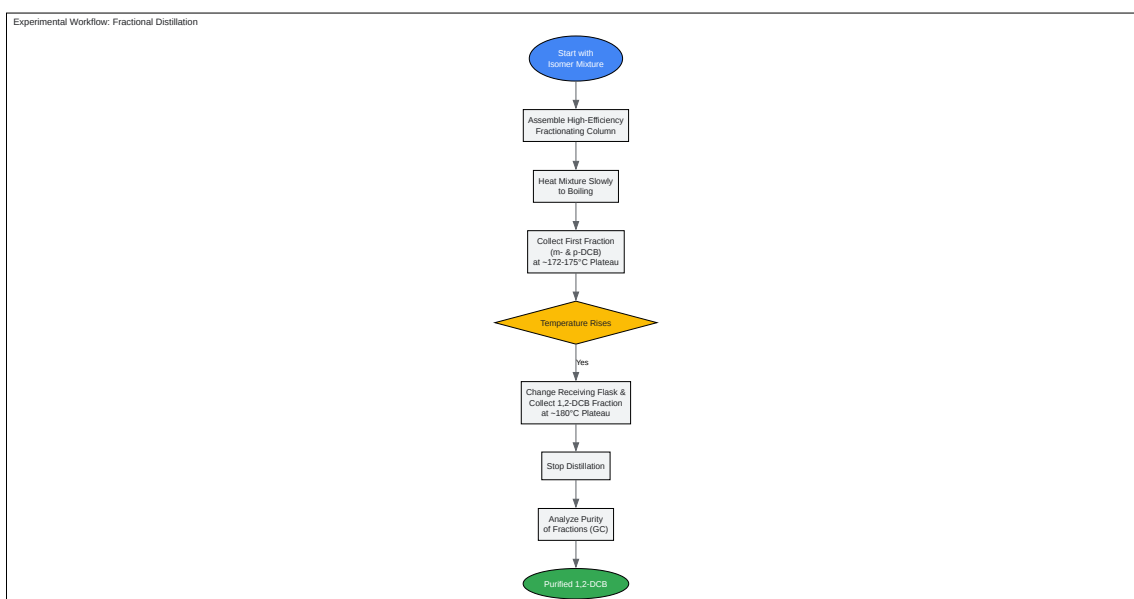 Experimental Workflow: Fractional Distillation
Start with
Isomer Mixture
Assemble High-Efficiency
Fractionating Column
Heat Mixture Slowly
to Boiling
Collect First Fraction
(m- & p-DCB)
at ~172-175°C Plateau
Temperature Rises
Yes
Change Receiving Flask &
Collect 1,2-DCB Fraction
at ~180°C Plateau
Stop Distillation
Analyze Purity
of Fractions (GC)
Purified 1,2-DCB